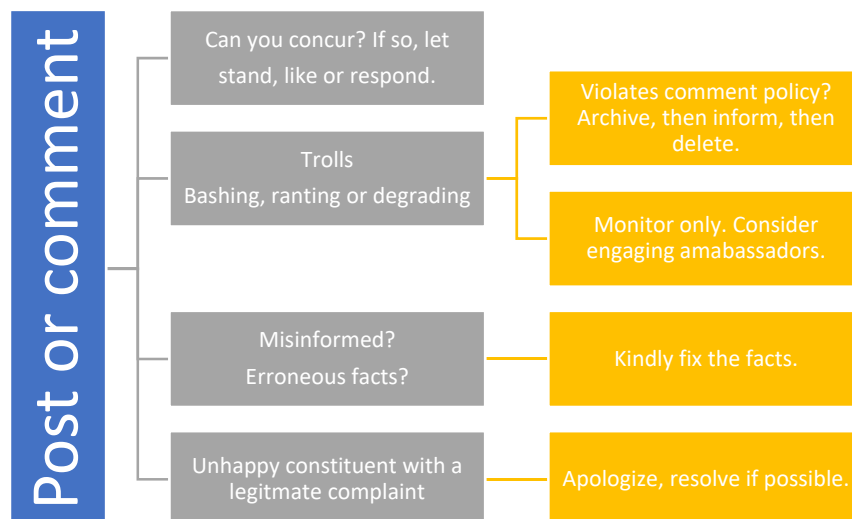 Post or comment
Can you concur? If so, let
stand, like or respond.
Trolls
Bashing, ranting or degrading
Violates comment policy?
Archive, then inform, then
delete.
Monitor only. Consider
engaging amabassadors.
Misinformed?
Erroneous facts?
Kindly fix the facts.
Unhappy constituent with a
legitmate complaint
Apologize, resolve if possible.